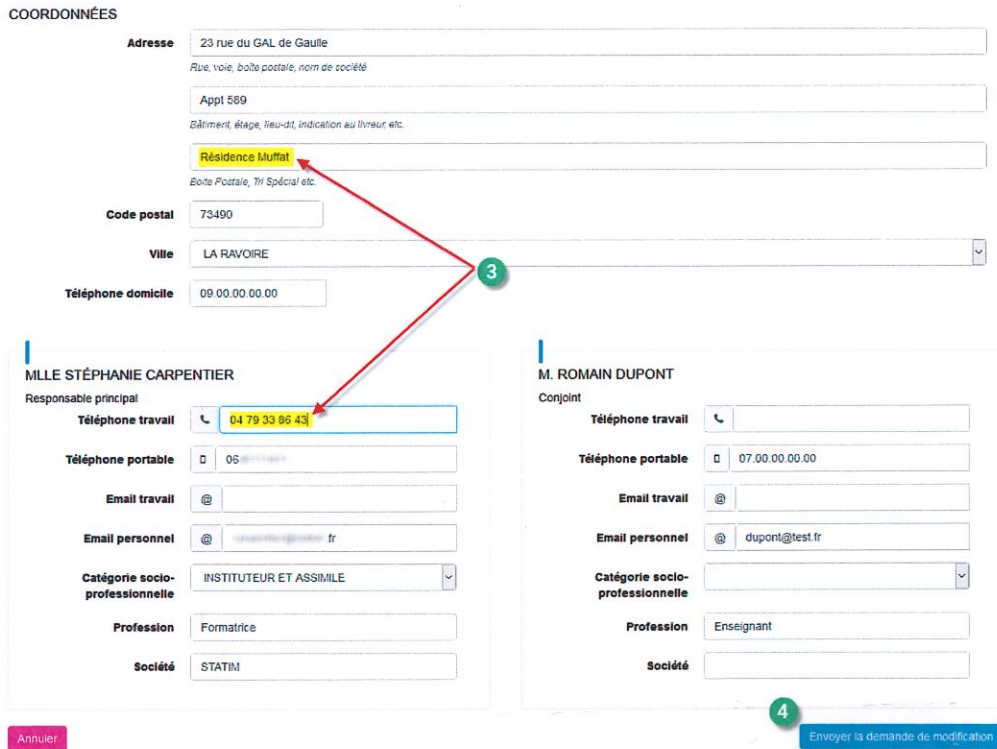 COORDONNÉES
Adresse 23 rue du GAL de Gaulle
Rue, voie, boîte postale, nom de société
Appt 589
Bâtiment, étage, lieu-dit, indication au livreur, etc.
Résidence Muffat
Boite Postale, Tri Spécial etc.
Code postal 73490
Ville LA RAVOIRE
3
Téléphone domicile 09.00.00.00.00
MLLE STÉPHANIE CARPENTIER
Responsable principal
Téléphone travail 04 79 33 86 43
Téléphone portable 06
Email travail @
Email personnel @ fr
Catégorie socio-
professionnelle INSTITUTEUR ET ASSIMILE
Profession Formatrice
Société STATIM
M. ROMAIN DUPONT
Conjoint
Téléphone travail
Téléphone portable 07.00.00.00.00
Email travail @
Email personnel @ dupont@test.fr
Catégorie socio-
professionnelle
Profession Enseignant
Société
4
Annuler
Envoyer la demande de modification